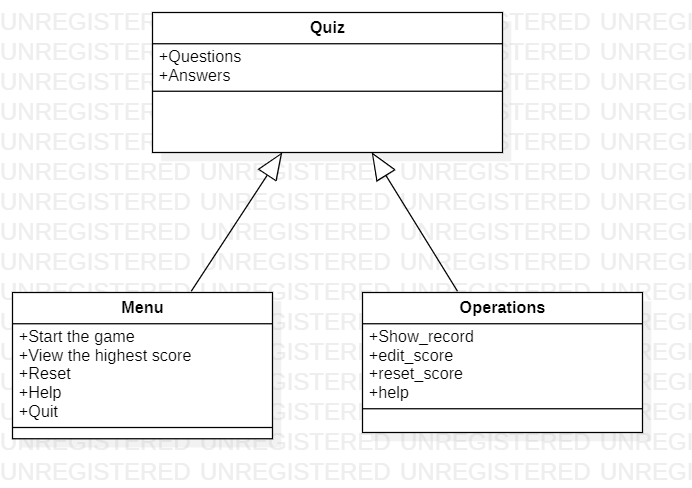 Quiz
+Questions
+Answers
Menu
+Start the game
+View the highest score
+Reset
+Help
+Quit
Operations
+Show_record
+edit_score
+reset_score
+help
UNREGISTERED UNREGISTERED UNREGISTERED UNREGI